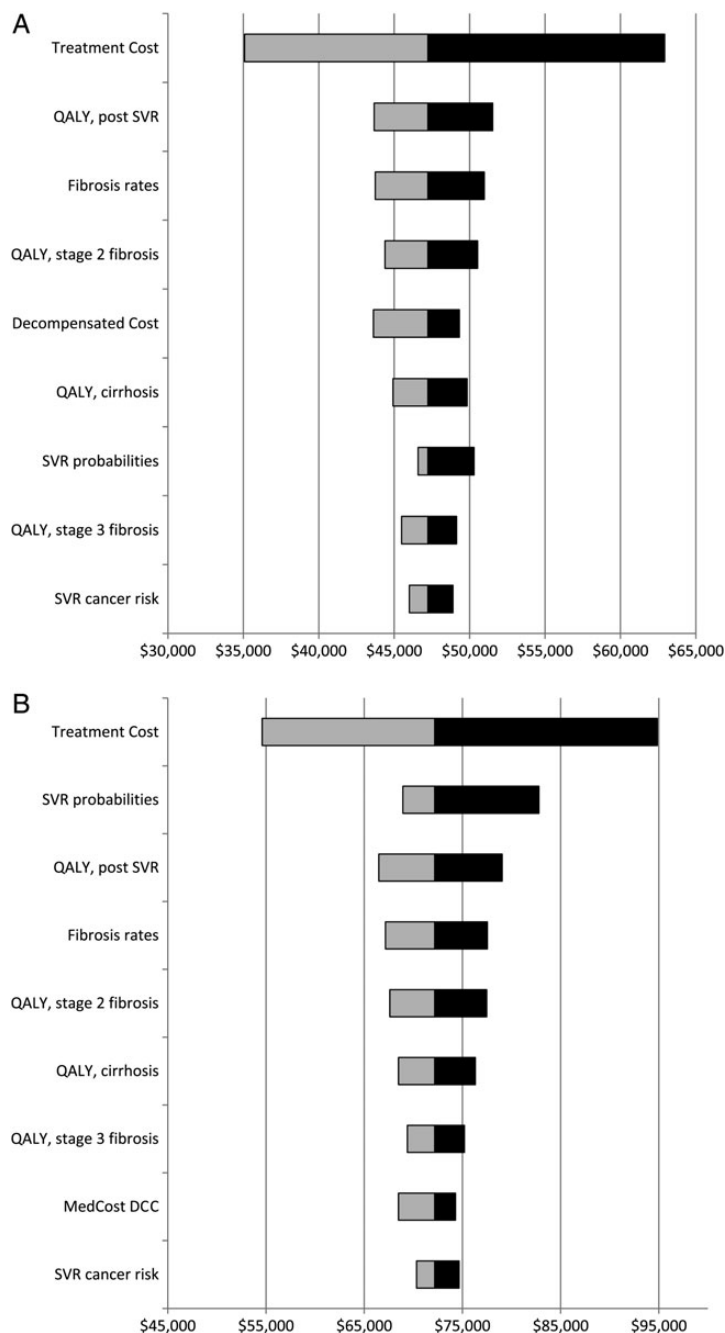 A
Treatment Cost
QALY, post SVR
Fibrosis rates
QALY, stage 2 fibrosis
Decompensated Cost
QALY, cirrhosis
SVR probabilities
QALY, stage 3 fibrosis
SVR cancer risk
$30,000 $35,000 $40,000 $45,000 $50,000 $55,000 $60,000 $65,000
B
Treatment Cost
SVR probabilities
QALY, post SVR
Fibrosis rates
QALY, stage 2 fibrosis
QALY, cirrhosis
QALY, stage 3 fibrosis
MedCost DCC
SVR cancer risk
$45,000 $55,000 $65,000 $75,000 $85,000 $95,000